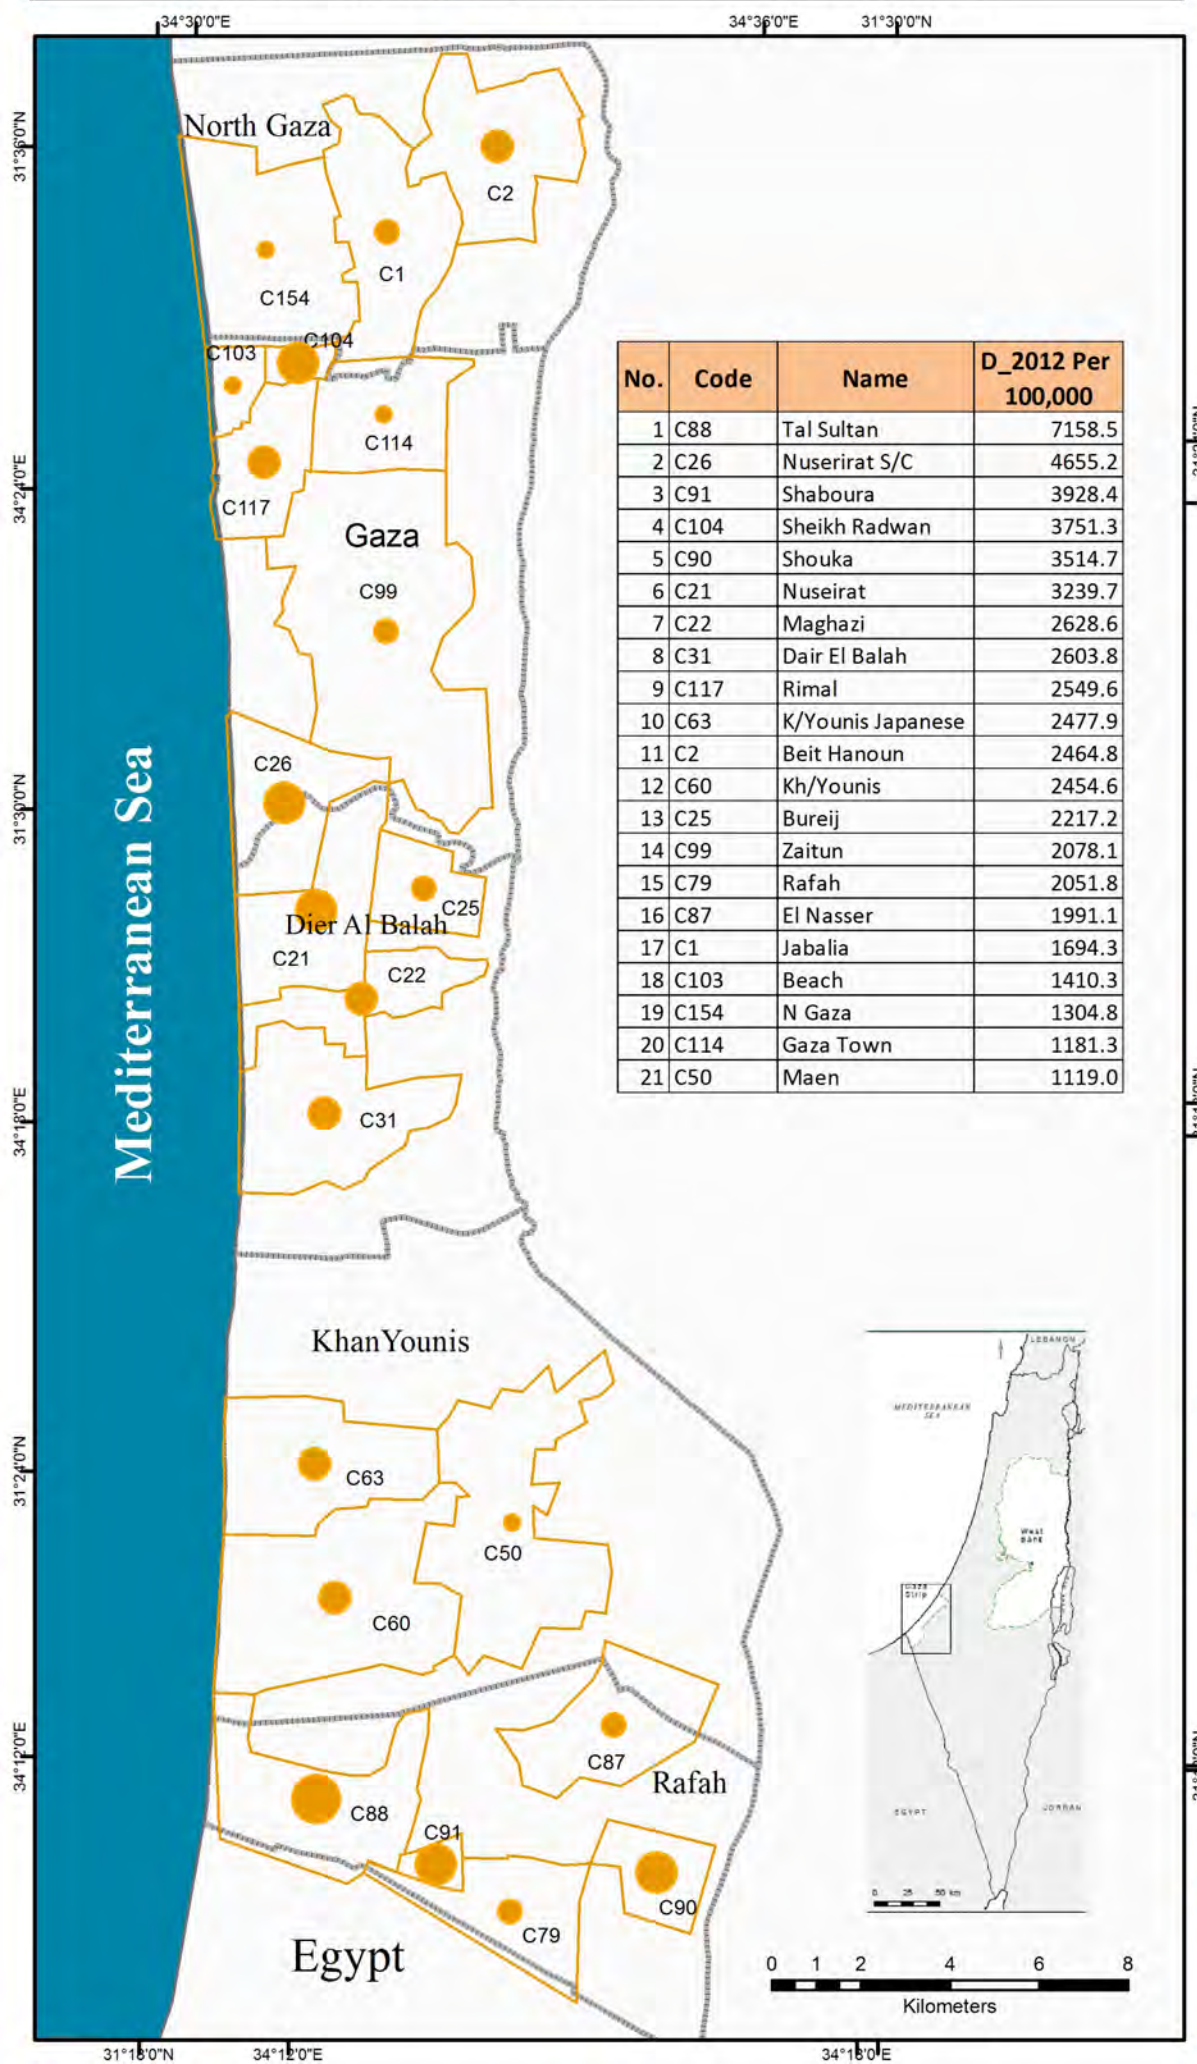 34°30'0"E
34°36'0"E
31°30'0"N
31°36'0"N
North Gaza
C2
C1
C154
C104
C103
C114
C117
34°24'0"E
Gaza
C99
C26
31°30'0"N
Mediterranean Sea
C25
Dier Al Balah
C21
C22
C31
34°18'0"E
No. Code Name D_2012 Per 100,000
1 C88 Tal Sultan 7158.5
2 C26 Nuserirat S/C 4655.2
3 C91 Shaboura 3928.4
4 C104 Sheikh Radwan 3751.3
5 C90 Shouka 3514.7
6 C21 Nuseirat 3239.7
7 C22 Maghazi 2628.6
8 C31 Dair El Balah 2603.8
9 C117 Rimal 2549.6
10 C63 K/Younis Japanese 2477.9
11 C2 Beit Hanoun 2464.8
12 C60 Kh/Younis 2454.6
13 C25 Bureij 2217.2
14 C99 Zaitun 2078.1
15 C79 Rafah 2051.8
16 C87 El Nasser 1991.1
17 C1 Jabalia 1694.3
18 C103 Beach 1410.3
19 C154 N Gaza 1304.8
20 C114 Gaza Town 1181.3
21 C50 Maen 1119.0
KhanYounis
C63
31°24'0"N
C50
C60
C87
34°12'0"E
Rafah
C88
C91
C90
C79
Egypt
LEBANON
MEDITERRANEAN
SEA
West
BANK
Gaza
Strip
EGYPT
JORDAN
0 25 50 km
0 1 2 4 6 8
Kilometers
31°18'0"N
34°12'0"E
34°18'0"E